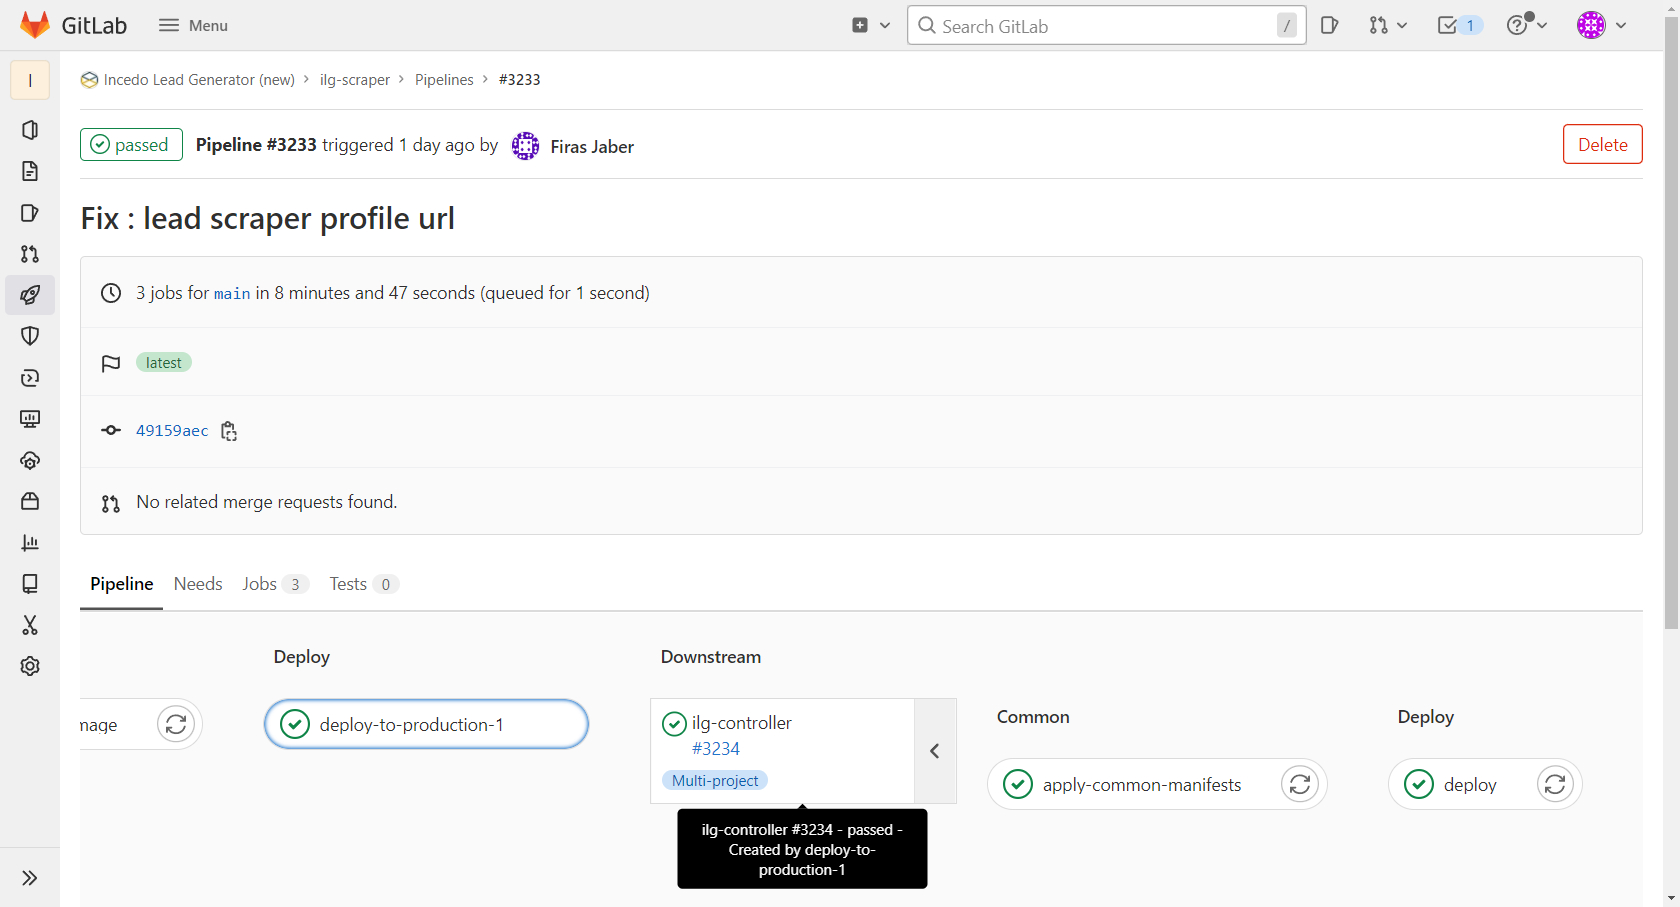 GitLab
Menu
Search GitLab
/
1
I
Incedo Lead Generator (new) › ilg-scraper › Pipelines › #3233
passed
Pipeline #3233 triggered 1 day ago by Firas Jaber
Delete
Fix : lead scraper profile url
3 jobs for main in 8 minutes and 47 seconds (queued for 1 second)
latest
49159aec
No related merge requests found.
Pipeline Needs Jobs 3 Tests 0
Deploy
Downstream
mage
deploy-to-production-1
ilg-controller
#3234
Multi-project
Common
Deploy
apply-common-manifests
deploy
ilg-controller #3234 - passed -
Created by deploy-to-
production-1